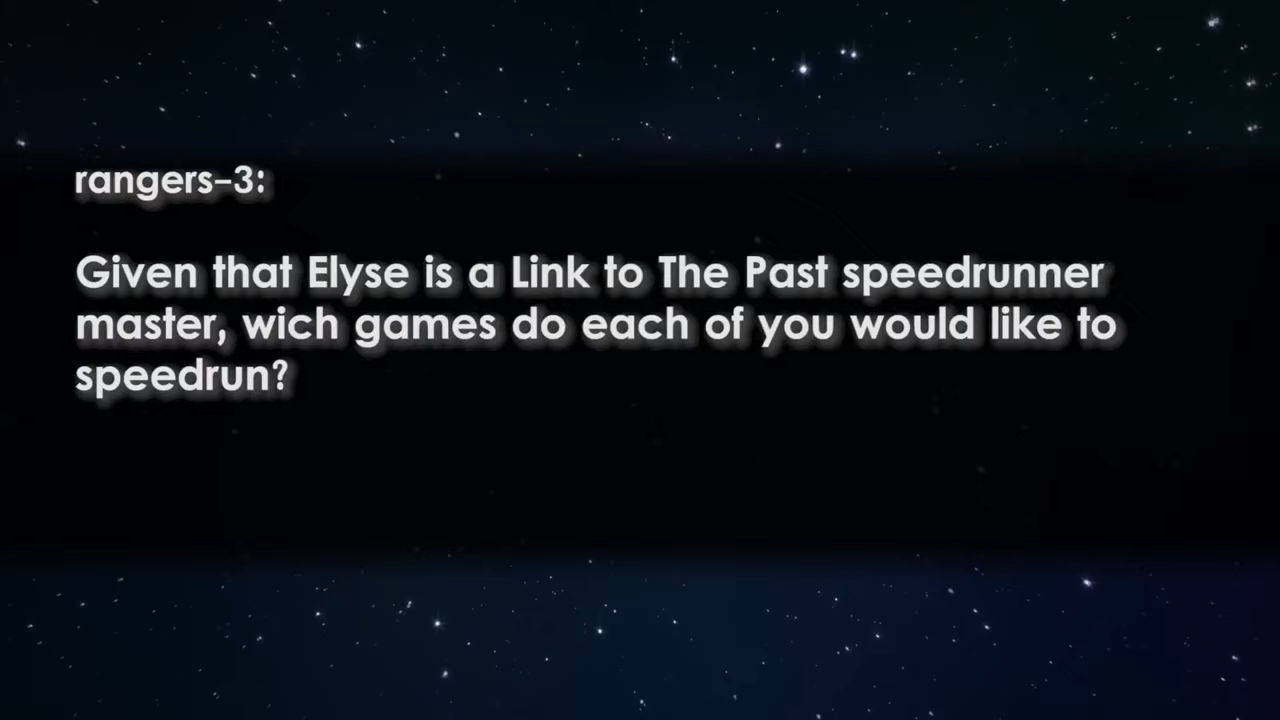 rangers-3:
Given that Elyse is a Link to The Past speedrunner
master, wich games do each of you would like to
speedrun?